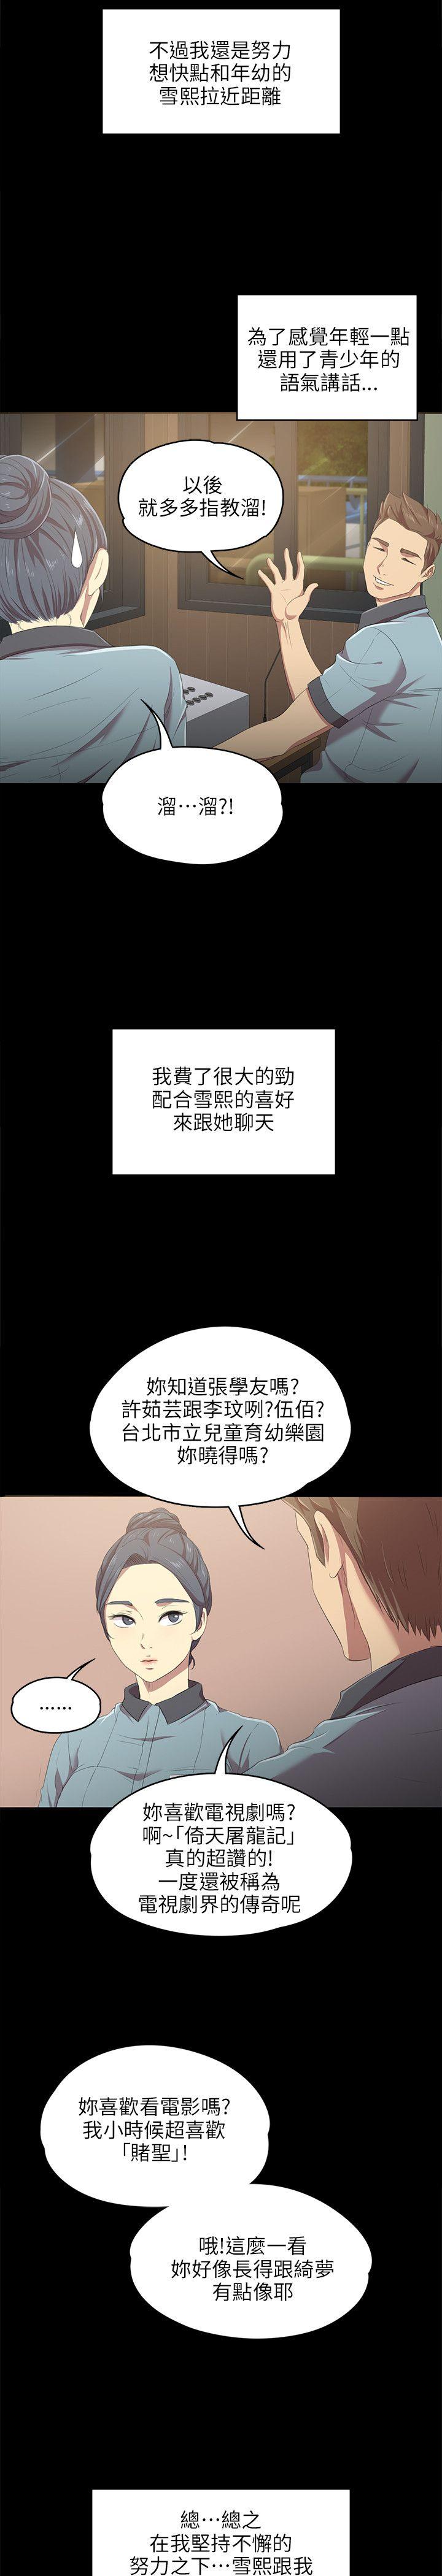 不過我還是努力
想快點和年幼的
雪熙拉近距離
為了感覺年輕一點
還用了青少年的
語氣講話...
以後
就多多指教溜!
溜…溜?!
我費了很大的勁
配合雪熙的喜好
來跟她聊天
妳知道張學友嗎?
許茹芸跟李玟咧?伍佰?
台北市立兒童育幼樂園
妳曉得嗎?
……
妳喜歡電視劇嗎?
啊~「倚天屠龍記」
真的超讚的!
一度還被稱為
電視劇界的傳奇呢
妳喜歡看電影嗎?
我小時候超喜歡
「賭聖」!
哦!這麼一看
妳好像長得跟綺夢
有點像耶
總…總之
在我堅持不懈的
努力之下…雪熙跟我